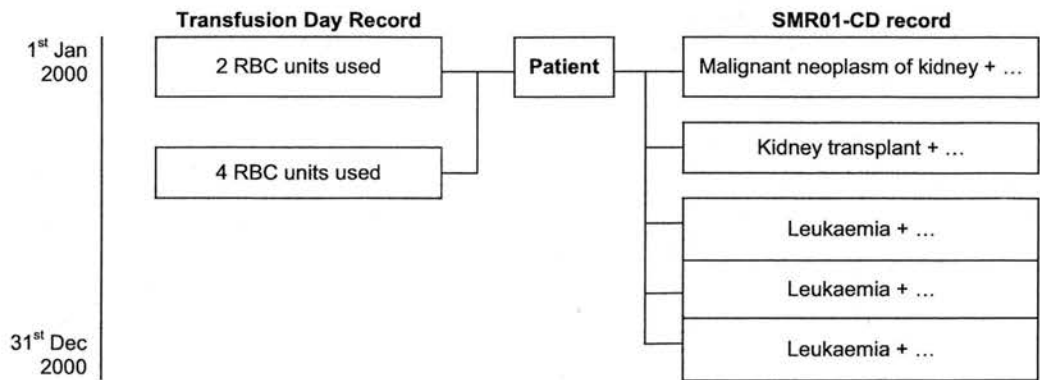 Transfusion Day Record
SMR01-CD record
1st Jan
2000
2 RBC units used
Patient
Malignant neoplasm of kidney + ...
4 RBC units used
Kidney transplant + ...
Leukaemia + ...
Leukaemia + ...
31st Dec
2000
Leukaemia + ...